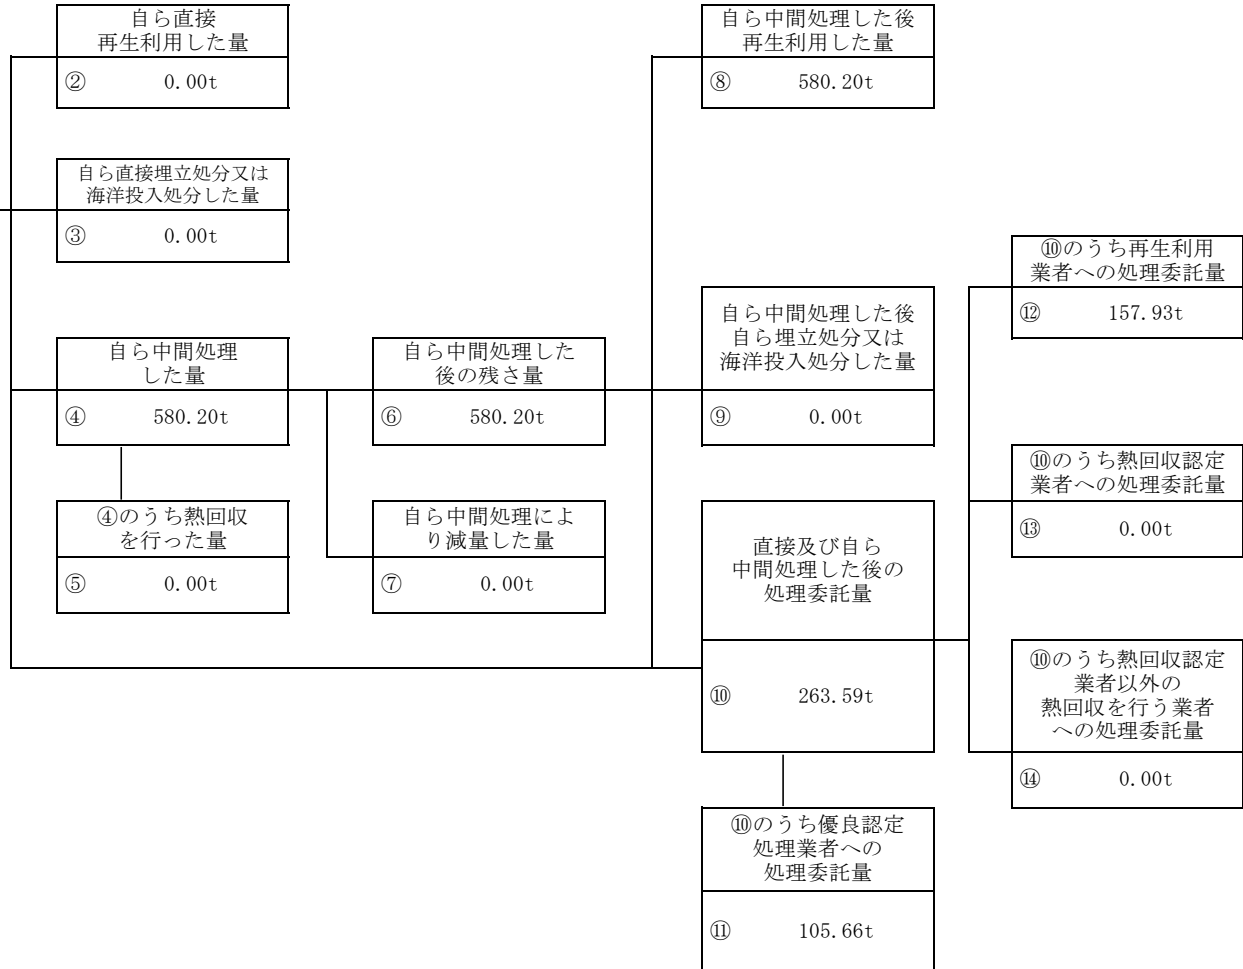 自ら直接
再生利用した量
② 0.00t
自ら直接埋立処分又は
海洋投入処分した量
③ 0.00t
自ら中間処理
した量
④ 580.20t
④のうち熱回収
を行った量
⑤ 0.00t
自ら中間処理した
後の残さ量
⑥ 580.20t
自ら中間処理によ
り減量した量
⑦ 0.00t
自ら中間処理した後
再生利用した量
⑧ 580.20t
自ら中間処理した後
自ら埋立処分又は
海洋投入処分した量
⑨ 0.00t
直接及び自ら
中間処理した後の
処理委託量
⑩ 263.59t
⑩のうち優良認定
処理業者への
処理委託量
⑪ 105.66t
⑩のうち再生利用
業者への処理委託量
⑫ 157.93t
⑩のうち熱回収認定
業者への処理委託量
⑬ 0.00t
⑩のうち熱回収認定
業者以外の
熱回収を行う業者
への処理委託量
⑭ 0.00t